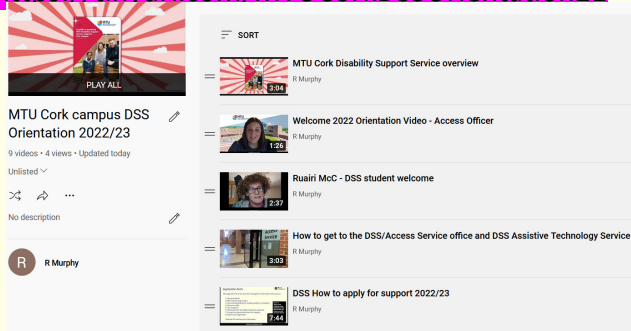 PLAY ALL
MTU Cork campus DSS
Orientation 2022/23
9 videos • 4 views • Updated today
Unlisted
No description
R
R Murphy
SORT
3:04
MTU Cork Disability Support Service overview
R Murphy
1:26
Welcome 2022 Orientation Video - Access Officer
R Murphy
2:37
Ruairi McC - DSS student welcome
R Murphy
3:03
How to get to the DSS/Access Service office and DSS Assistive Technology Service
R Murphy
7:44
DSS How to apply for support 2022/23
R Murphy